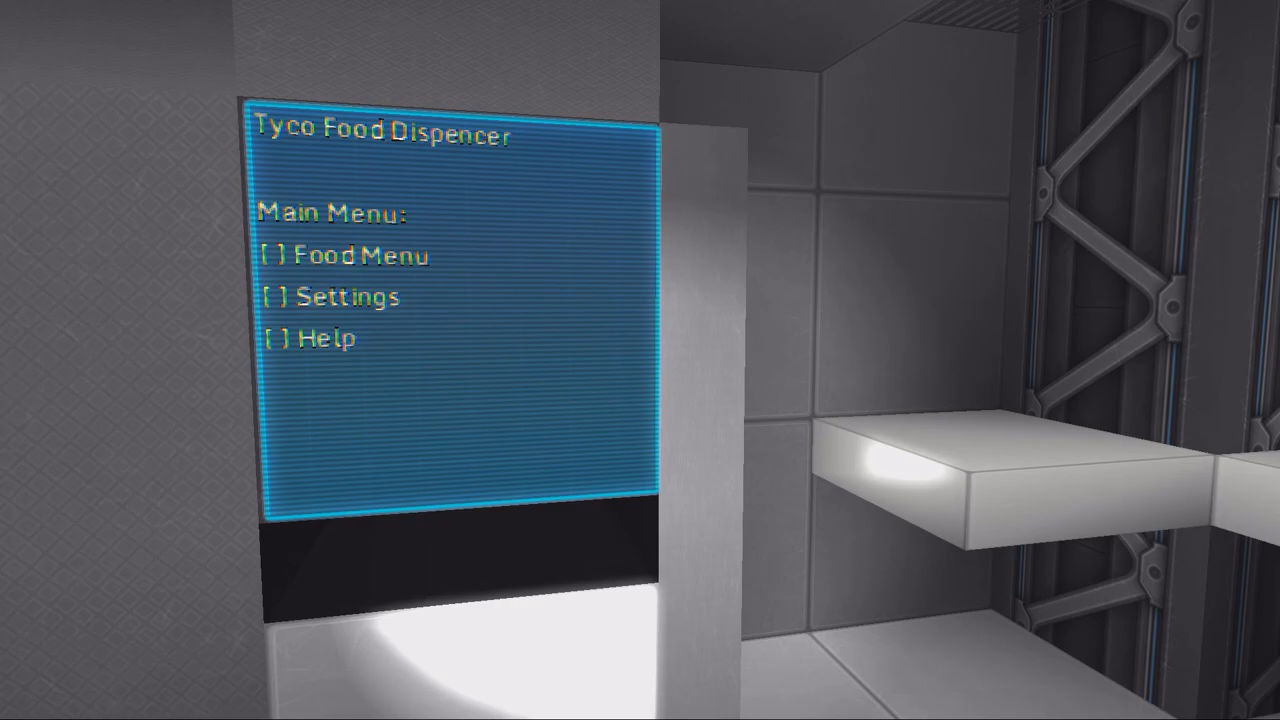 Tyco Food Dispencer
Main Menu:
[ ] Food Menu
[ ] Settings
[ ] Help